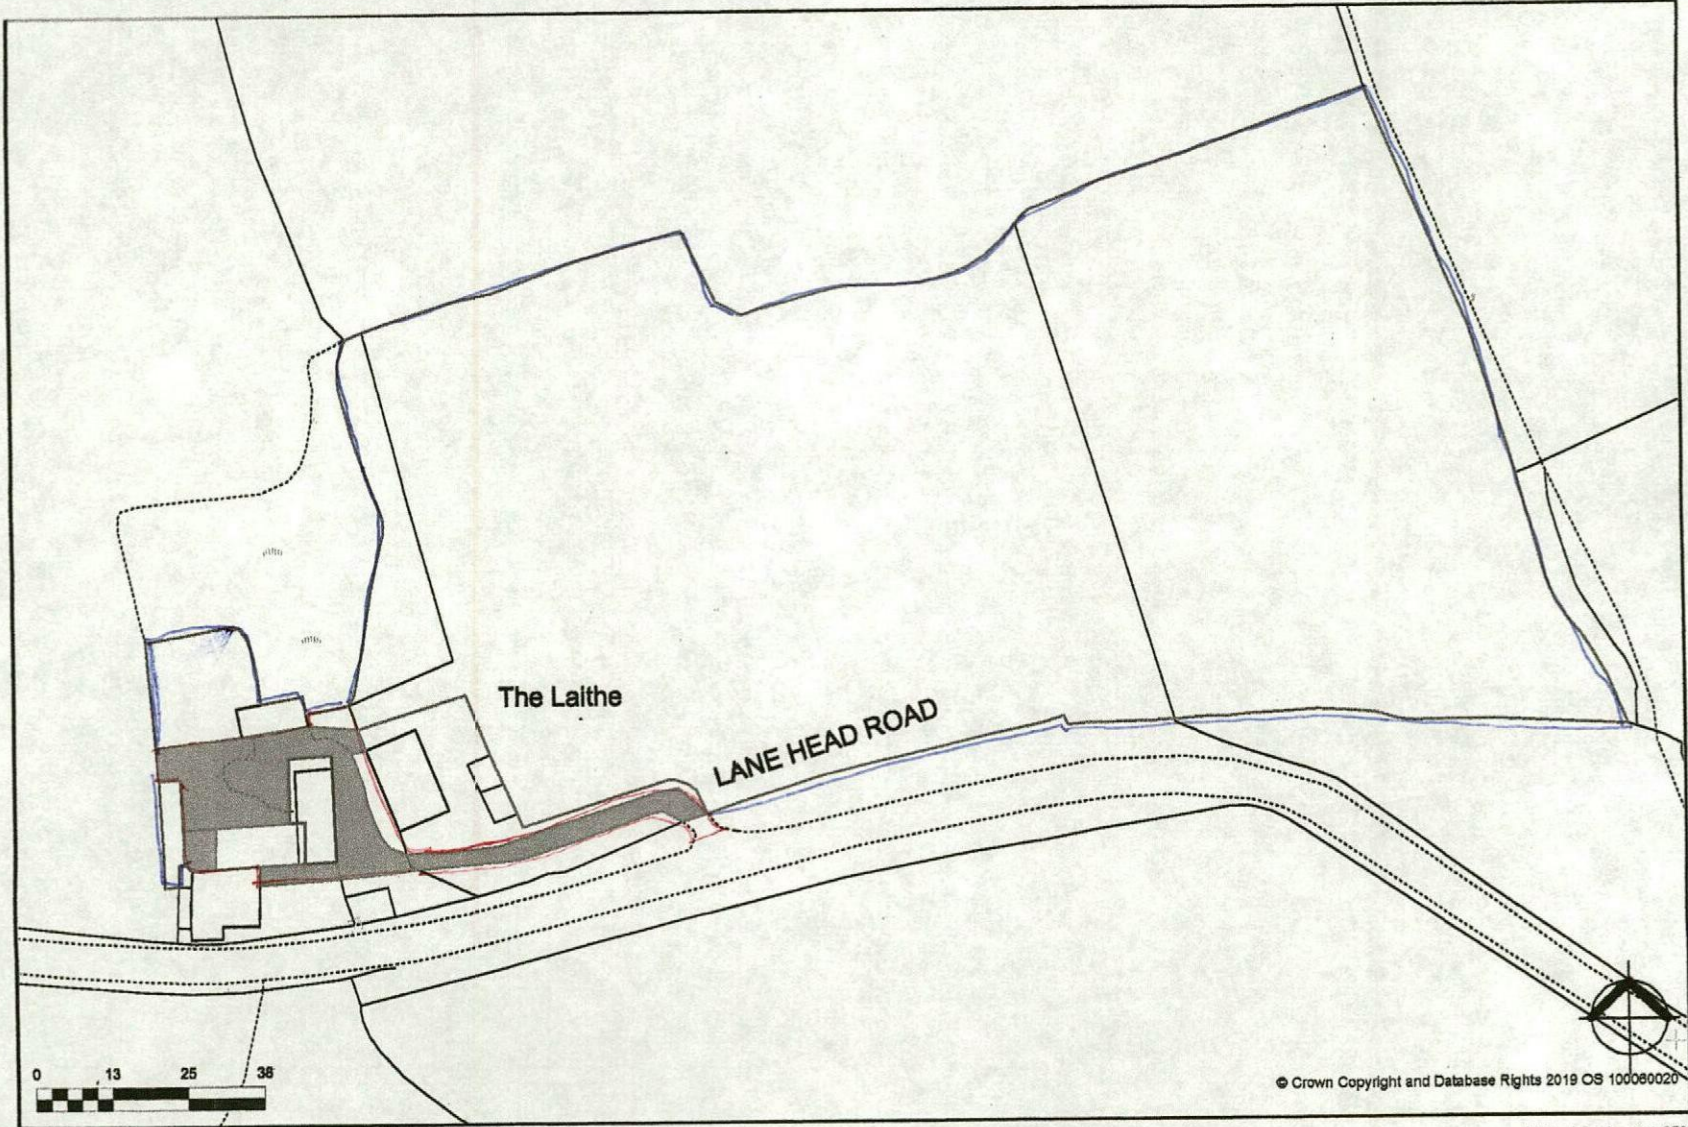 The Laithe
LANE HEAD ROAD
0 13 25 38
© Crown Copyright and Database Rights 2019 OS 100060020